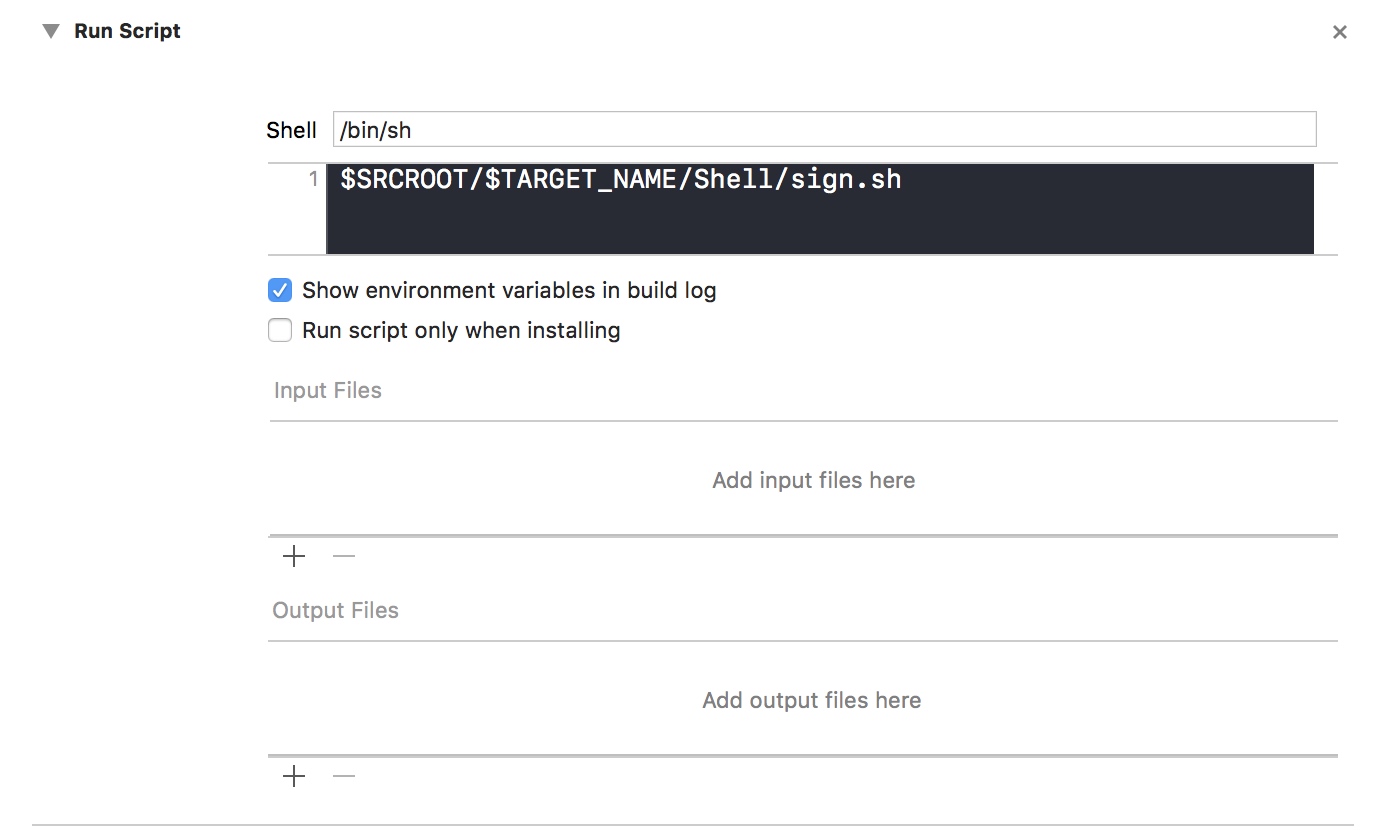 Run Script
Shell /bin/sh
1 $SRCROOT/$TARGET_NAME/Shell/sign.sh
Show environment variables in build log
Run script only when installing
Input Files
Add input files here
Output Files
Add output files here